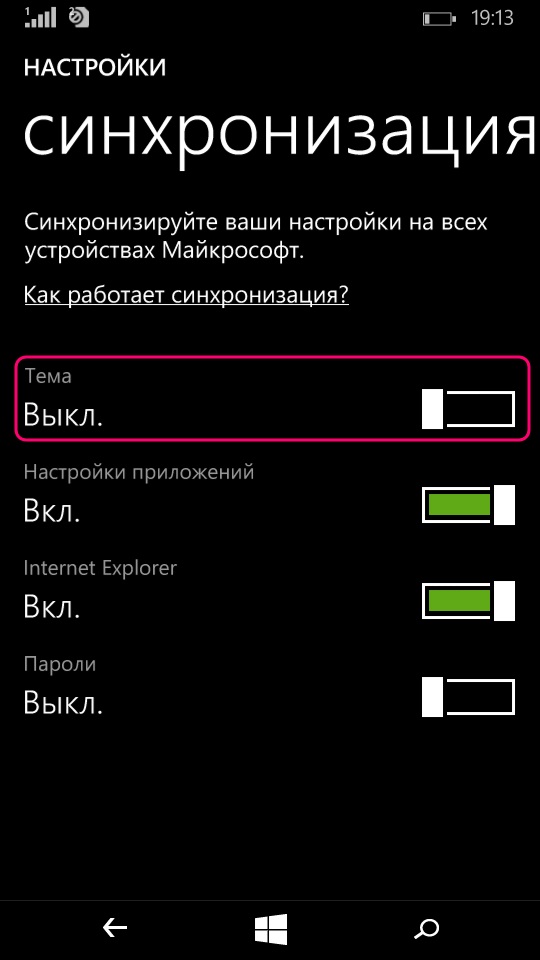 1
19:13
НАСТРОЙКИ
синхронизация
Синхронизируйте ваши настройки на всех
устройствах Майкрософт.
Как работает синхронизация?
Тема
Выкл.
Настройки приложений
Вкл.
Internet Explorer
Вкл.
Пароли
Выкл.